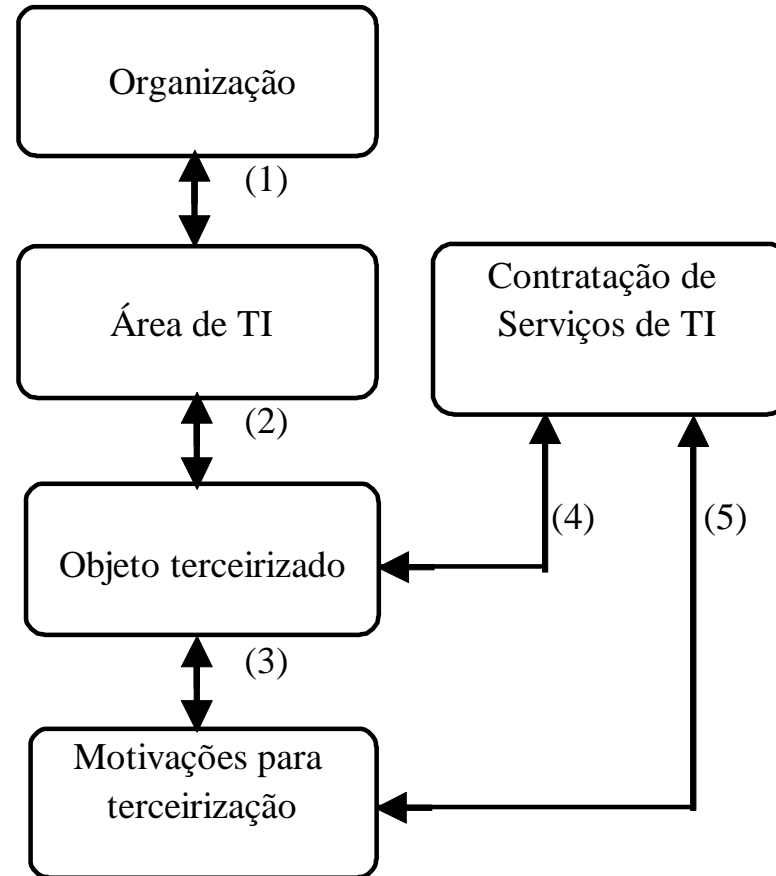 Organização
(1)
Área de TI
Contratação de
Serviços de TI
(2)
Objeto terceirizado
(4)
(5)
(3)
Motivações para
terceirização